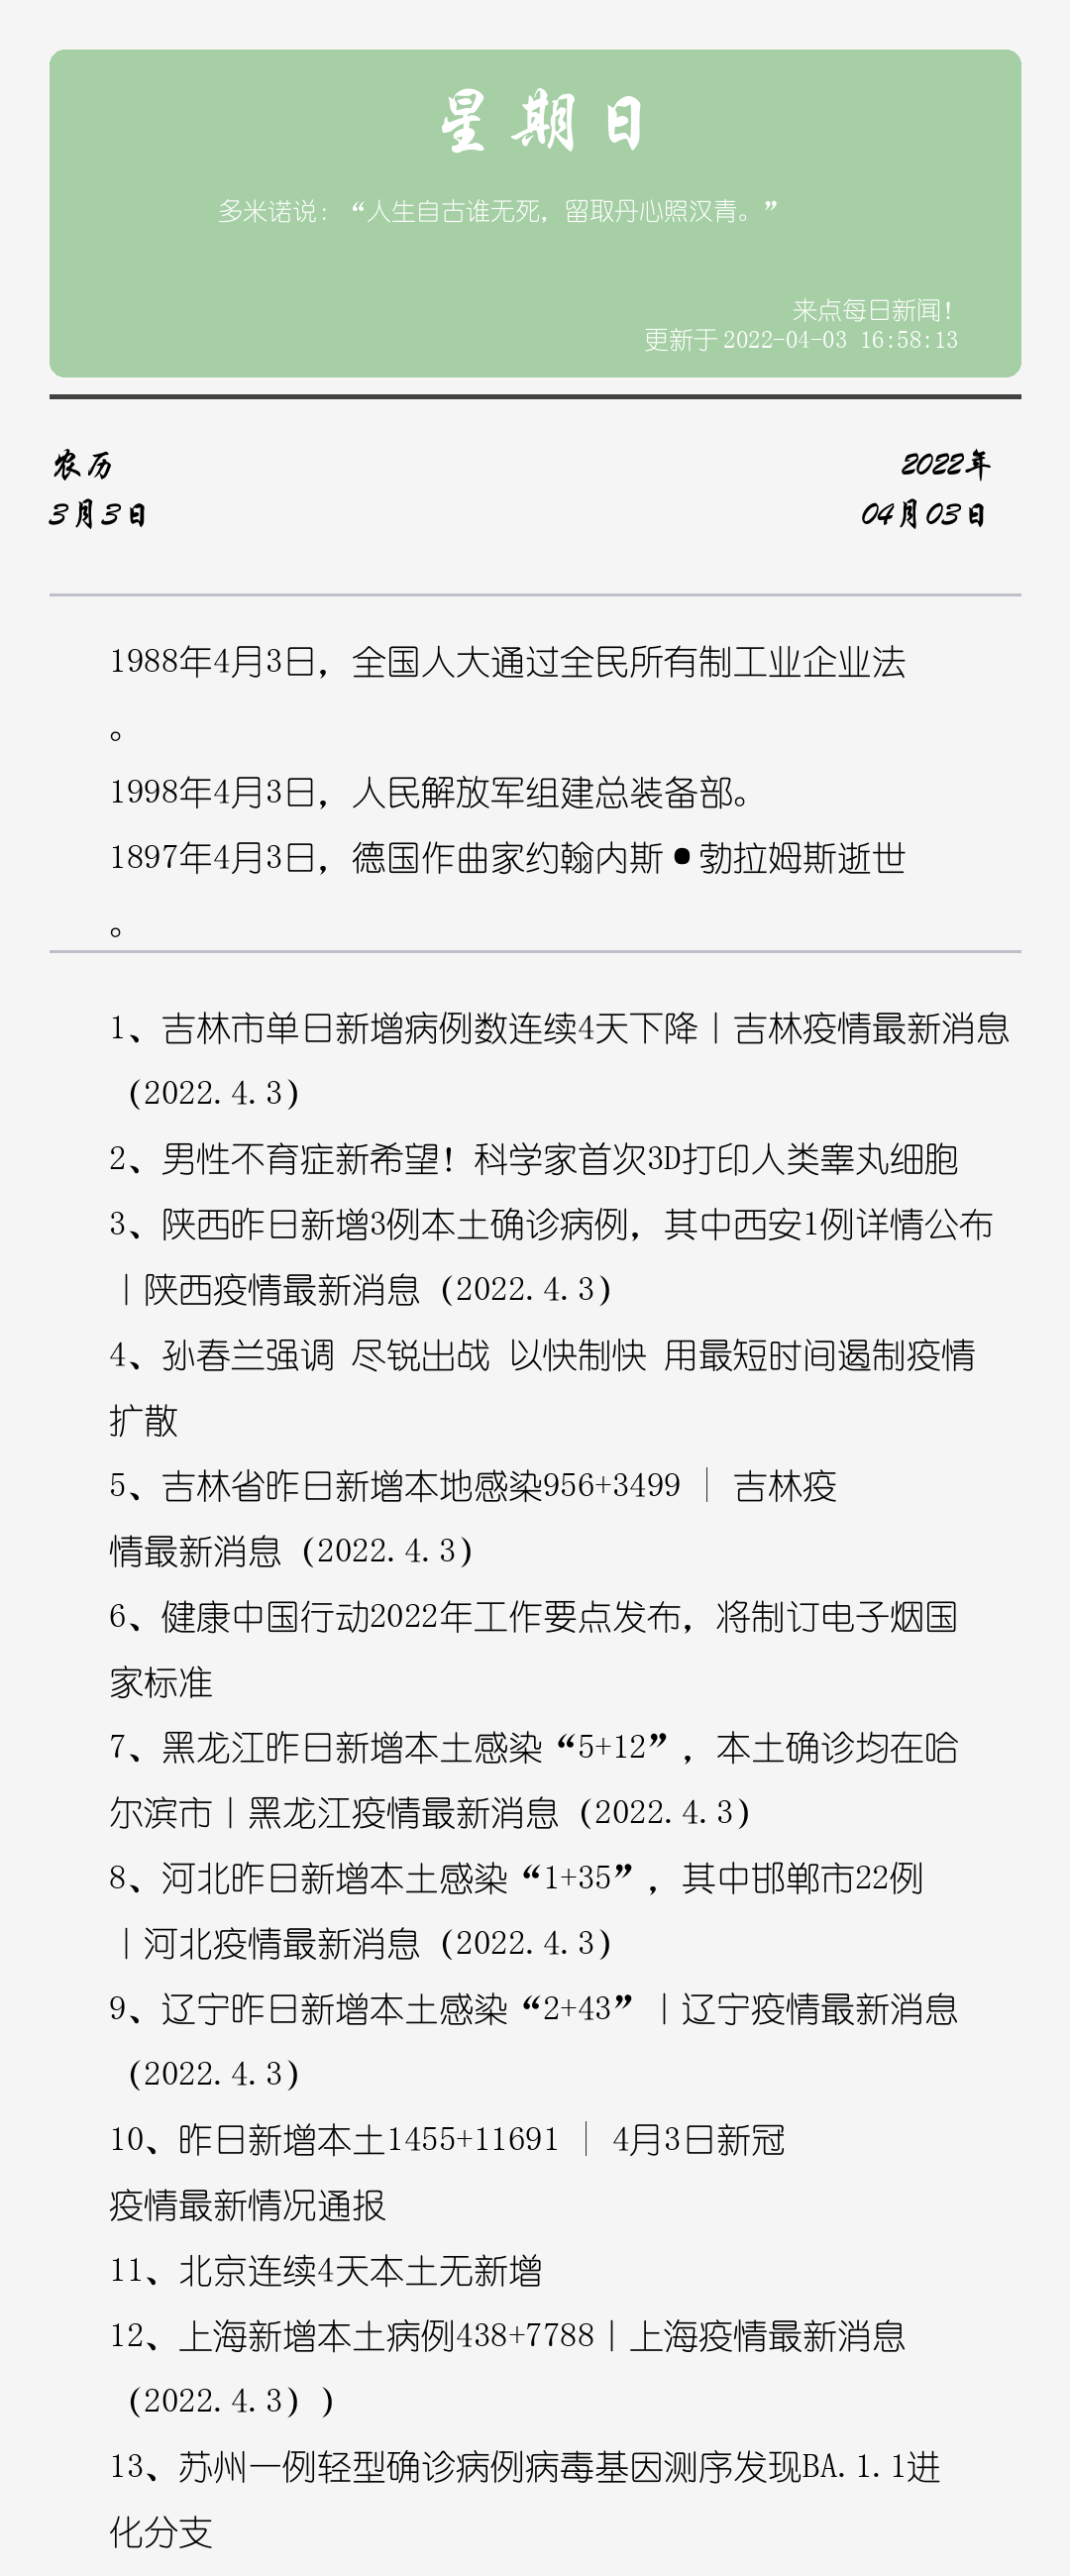 星期日
多米诺说：“人生自古谁无死，留取丹心照汉青。”
来点每日新闻！
更新于 2022-04-03 16:58:13
农历
2022年
3月3日
04月03日
1988年4月3日，全国人大通过全民所有制工业企业法
。
1998年4月3日，人民解放军组建总装备部。
1897年4月3日，德国作曲家约翰内斯•勃拉姆斯逝世
。
1、吉林市单日新增病例数连续4天下降丨吉林疫情最新消息
（2022.4.3）
2、男性不育症新希望！科学家首次3D打印人类睾丸细胞
3、陕西昨日新增3例本土确诊病例，其中西安1例详情公布
丨陕西疫情最新消息（2022.4.3）
4、孙春兰强调 尽锐出战 以快制快 用最短时间遏制疫情
扩散
5、吉林省昨日新增本地感染956+3499 │ 吉林疫
情最新消息（2022.4.3）
6、健康中国行动2022年工作要点发布，将制订电子烟国
家标准
7、黑龙江昨日新增本土感染“5+12”，本土确诊均在哈
尔滨市丨黑龙江疫情最新消息（2022.4.3）
8、河北昨日新增本土感染“1+35”，其中邯郸市22例
丨河北疫情最新消息（2022.4.3）
9、辽宁昨日新增本土感染“2+43”丨辽宁疫情最新消息
（2022.4.3）
10、昨日新增本土1455+11691 │ 4月3日新冠
疫情最新情况通报
11、北京连续4天本土无新增
12、上海新增本土病例438+7788丨上海疫情最新消息
（2022.4.3））
13、苏州一例轻型确诊病例病毒基因测序发现BA.1.1进
化分支